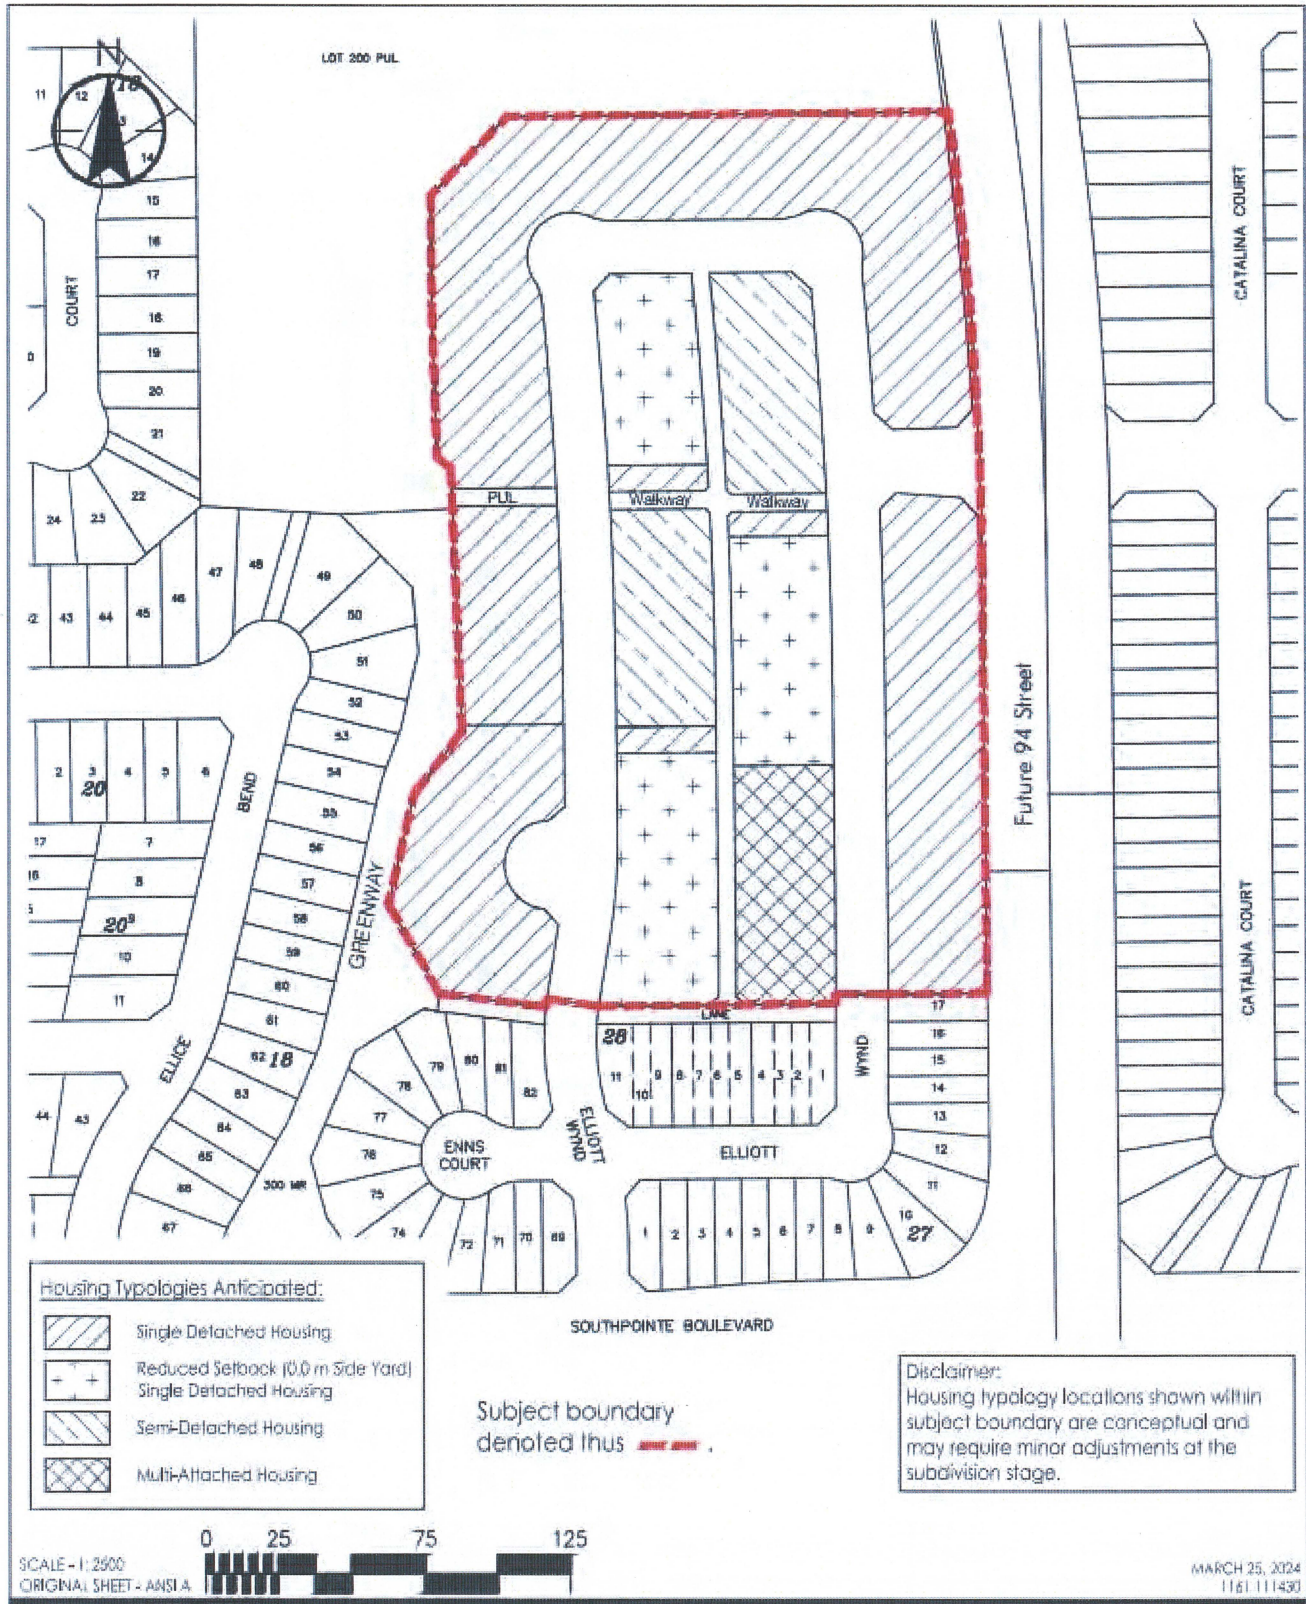 N
LOT 200 PUL
11
12
18
3
14
15
16
17
18
19
20
21
22
23
24
COURT
CATALINA COURT
PUL
Walkway
Walkway
43
44
45
46
47
48
49
50
51
52
53
54
55
56
57
58
59
60
61
62 18
63
64
65
66
67
2
3
4
5
6
20
BEND
17
7
16
8
5
20 9
10
11
GREENWAY
ELLICE
44
43
Future 94 Street
CATALINA COURT
LANE
28
11
10
9
8
7
6
5
4
3
2
1
WYND
17
16
15
14
13
12
11
10
27
82
81
80
79
78
77
76
75
74
72
71
70
69
ENNS
COURT
ELLIOTT
WYND
ELLIOTT
300 MR
1
2
3
4
5
6
7
8
9
SOUTHPOINTE BOULEVARD
Housing Typologies Anticipated:
Single Detached Housing
Reduced Setback (0.0 m Side Yard)
Single Detached Housing
Semi-Detached Housing
Multi-Attached Housing
Subject boundary
denoted thus .
Disclaimer:
Housing typology locations shown within
subject boundary are conceptual and
may require minor adjustments at the
subdivision stage.
0 25 75 125
SCALE - 1: 2500
ORIGINAL SHEET - ANSI A
MARCH 25, 2024
1161 111430